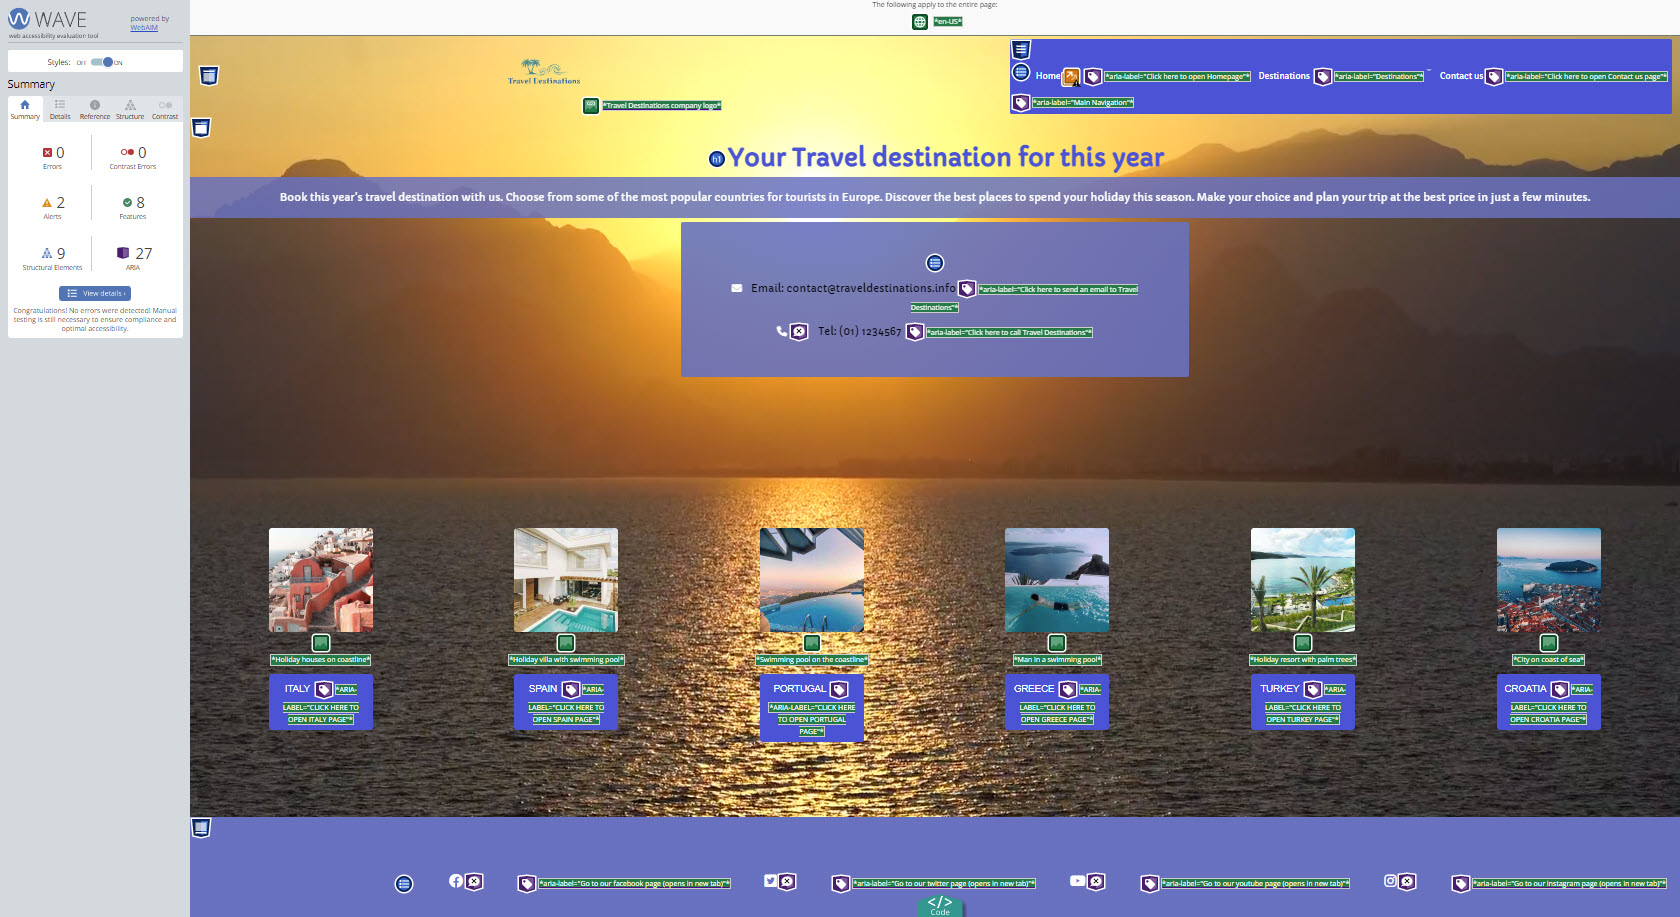 WAVE
web accessibility evaluation tool
powered by
WebAIM
Styles: OFF ON
Summary
Summary Details Reference Structure Contrast
0 0
Errors Contrast Errors
2 8
Alerts Features
9 27
Structural Elements ARIA
View details ›
Congratulations! No errors were detected! Manual
testing is still necessary to ensure compliance and
optimal accessibility.
The following apply to the entire page:
*en-US*
Travel Destinations
*Travel Destinations company logo*
Home *aria-label="Click here to open Homepage"* Destinations *aria-label="Destinations"* Contact us *aria-label="Click here to open Contact us page"*
*aria-label="Main Navigation"*
h1 Your Travel destination for this year
Book this year's travel destination with us. Choose from some of the most popular countries for tourists in Europe. Discover the best places to spend your holiday this season. Make your choice and plan your trip at the best price in just a few minutes.
Email: contact@traveldestinations.info *aria-label="Click here to send an email to Travel
Destinations"*
Tel: (01) 1234567 *aria-label="Click here to call Travel Destinations"*
*Holiday houses on coastline*
*Holiday villa with swimming pool*
*Swimming pool on the coastline*
*Man in a swimming pool*
*Holiday resort with palm trees*
*City on coast of sea*
ITALY *ARIA-
LABEL="CLICK HERE TO
OPEN ITALY PAGE"*
SPAIN *ARIA-
LABEL="CLICK HERE TO
OPEN SPAIN PAGE"*
PORTUGAL
*ARIA-LABEL="CLICK HERE
TO OPEN PORTUGAL
PAGE"*
GREECE *ARIA-
LABEL="CLICK HERE TO
OPEN GREECE PAGE"*
TURKEY *ARIA-
LABEL="CLICK HERE TO
OPEN TURKEY PAGE"*
CROATIA *ARIA-
LABEL="CLICK HERE TO
OPEN CROATIA PAGE"*
*aria-label="Go to our facebook page (opens in new tab)"* *aria-label="Go to our twitter page (opens in new tab)"* *aria-label="Go to our youtube page (opens in new tab)"* *aria-label="Go to our instagram page (opens in new tab)"*
</>
Code